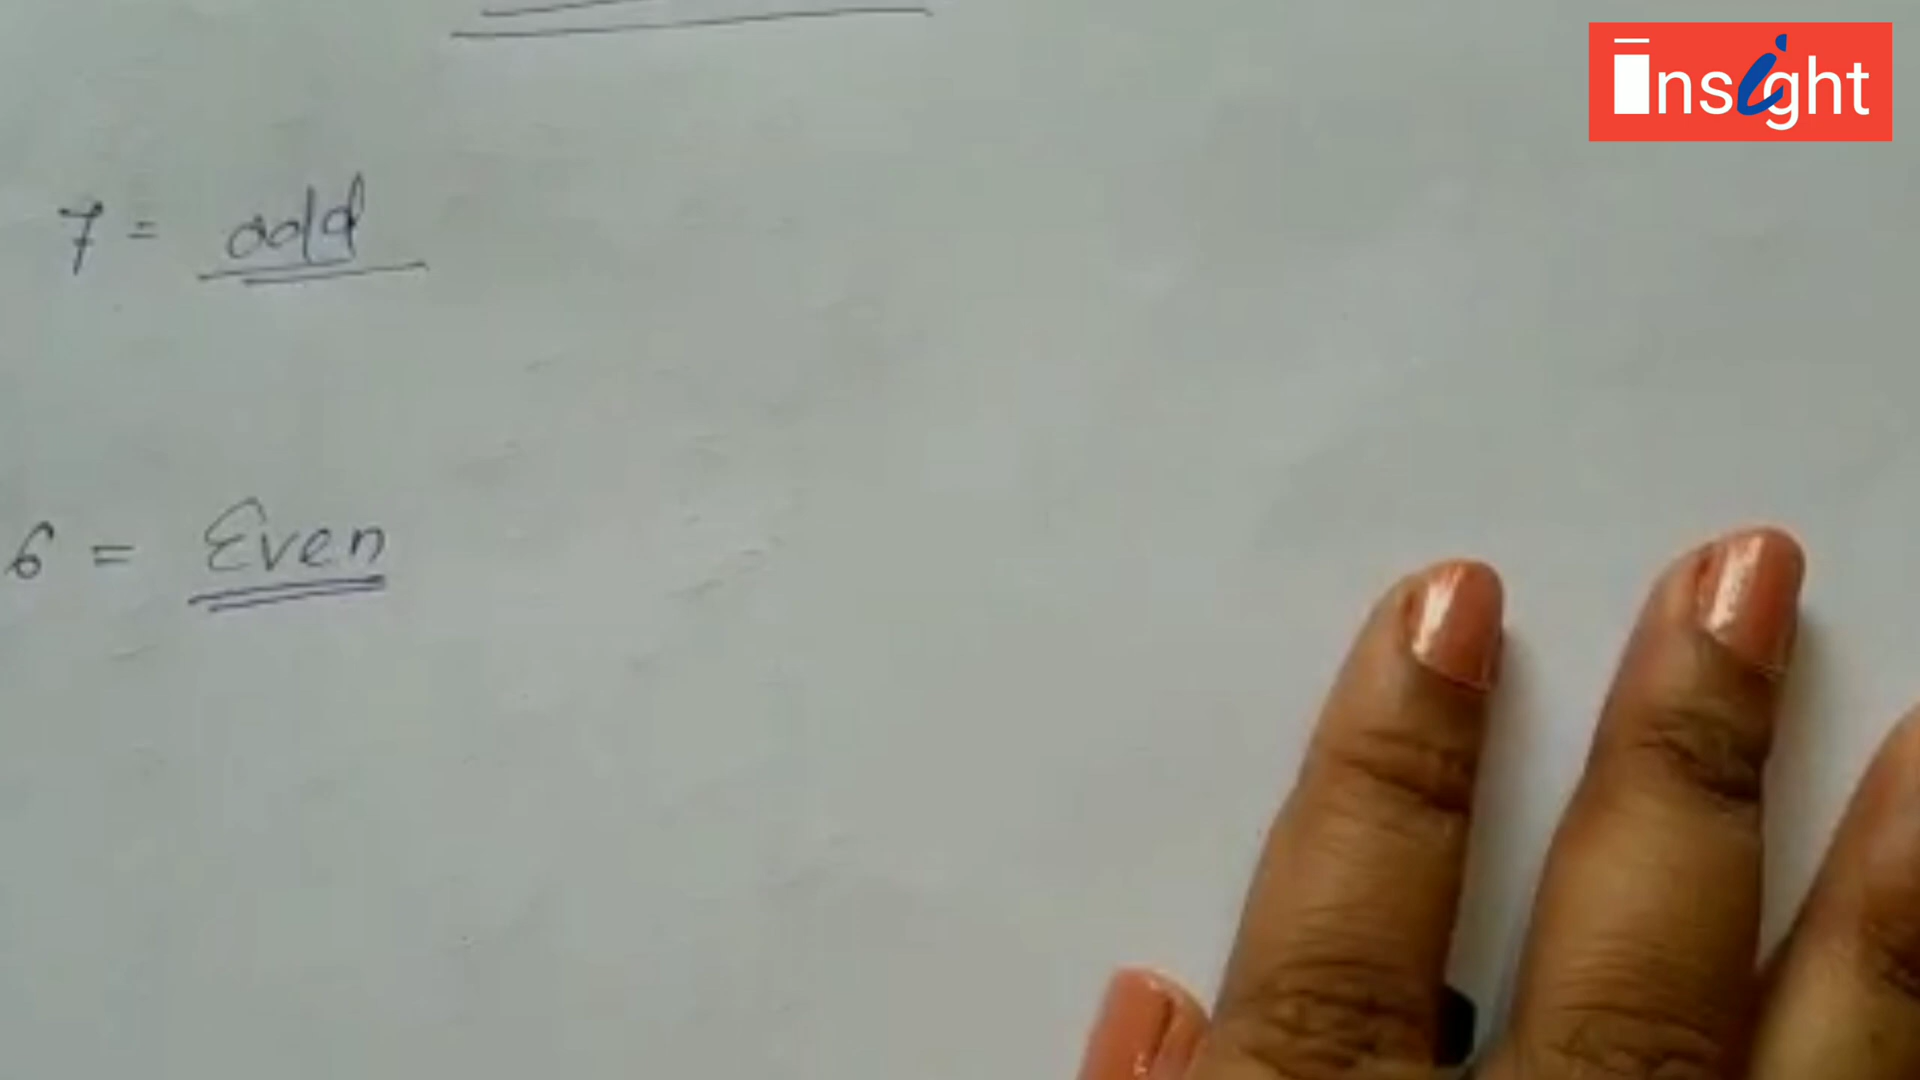 Insight
7 = odd
6 = Even